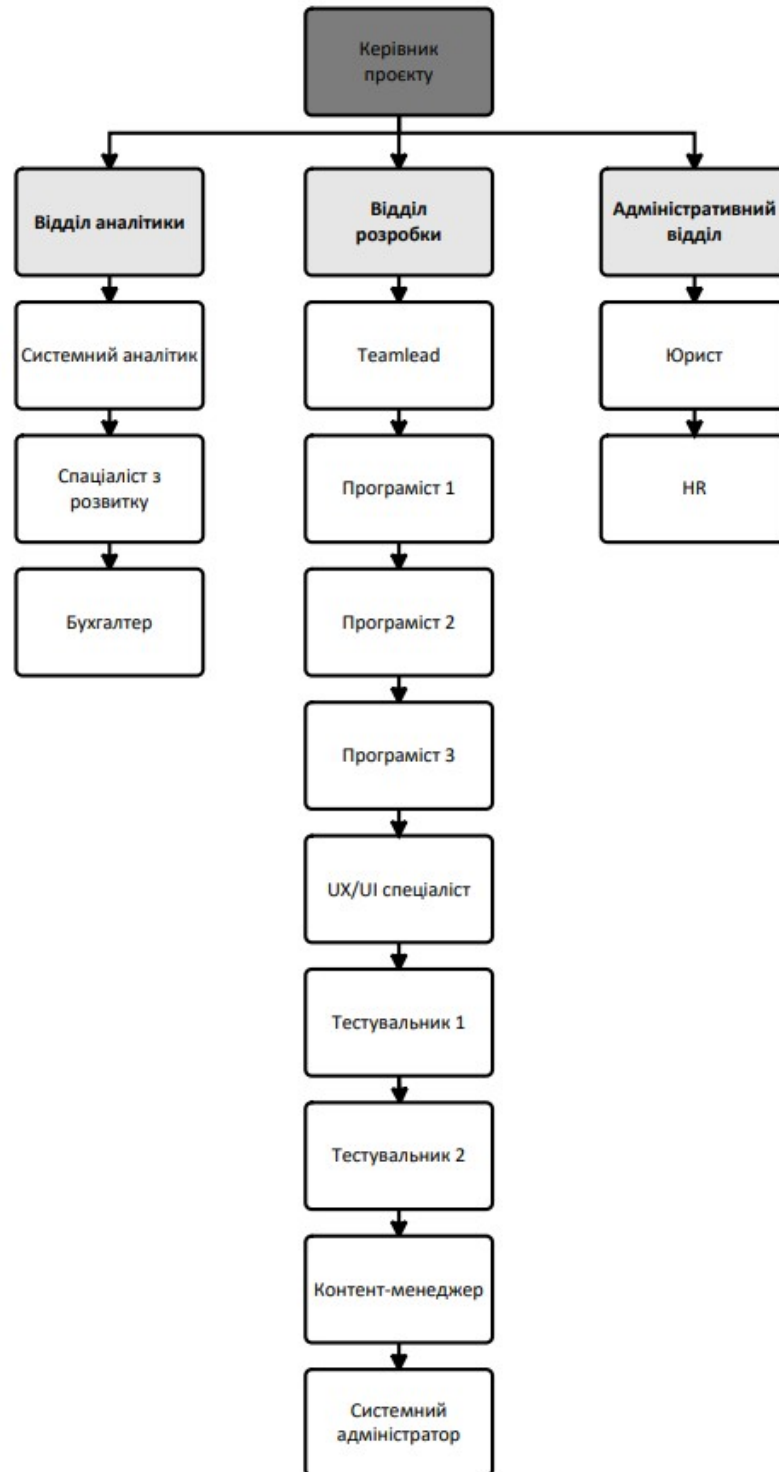 Керівник
проєкту
Відділ аналітики
Відділ
розробки
Адміністративний
відділ
Системний аналітик
Teamlead
Юрист
Спаціаліст з
розвитку
Програміст 1
HR
Бухгалтер
Програміст 2
Програміст 3
UX/UI спеціаліст
Тестувальник 1
Тестувальник 2
Контент-менеджер
Системний
адміністратор